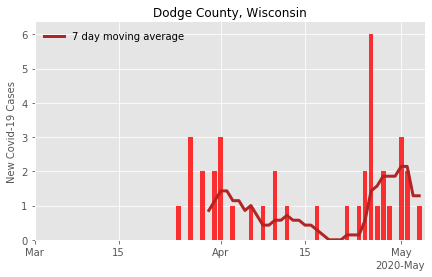 Dodge County, Wisconsin
7 day moving average
New Covid-19 Cases
6
5
4
3
2
1
0
Mar 15 Apr 15 May
2020-May